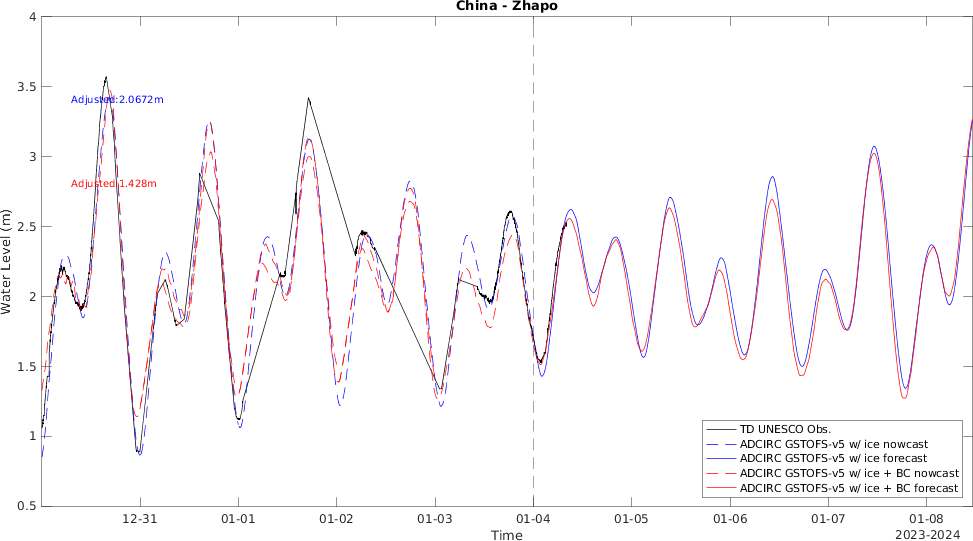 China - Zhapo
4
3.5
3
2.5
2
1.5
1
0.5
Water Level (m)
Adjusted:2.0672m
Adjusted:1.428m
12-31
01-01
01-02
01-03
01-04
01-05
01-06
01-07
01-08
Time
2023-2024
TD UNESCO Obs.
ADCIRC GSTOFS-v5 w/ ice nowcast
ADCIRC GSTOFS-v5 w/ ice forecast
ADCIRC GSTOFS-v5 w/ ice + BC nowcast
ADCIRC GSTOFS-v5 w/ ice + BC forecast